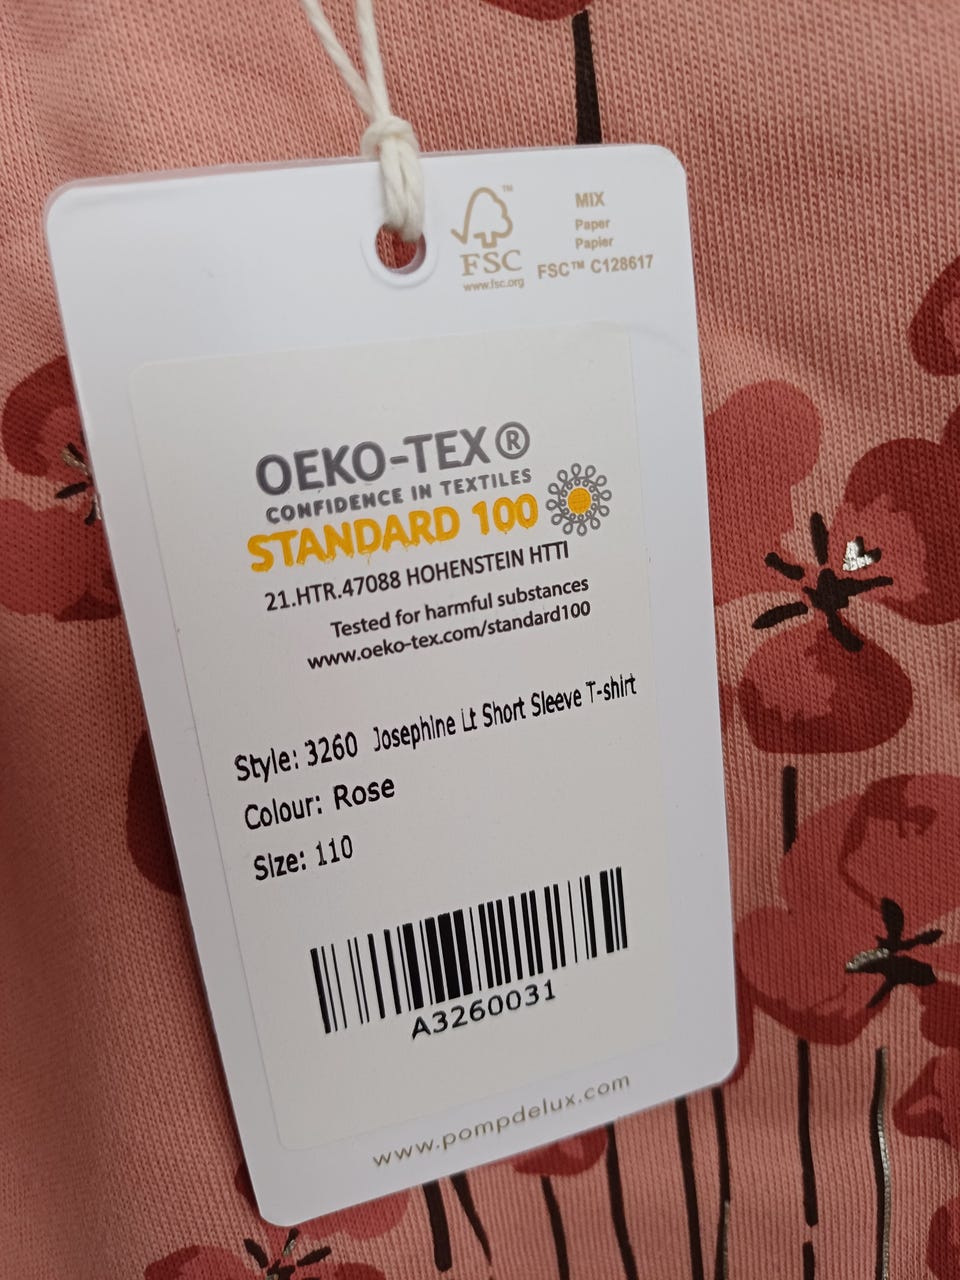 FSC™
www.fsc.org
MIX
Paper
Papier
FSC™ C128617
OEKO-TEX®
CONFIDENCE IN TEXTILES
STANDARD 100
21.HTR.47088 HOHENSTEIN HTTI
Tested for harmful substances
www.oeko-tex.com/standard100
Style: 3260 Josephine Lt Short Sleeve T-shirt
Colour: Rose
Size: 110
A3260031
www.pompdelux.com